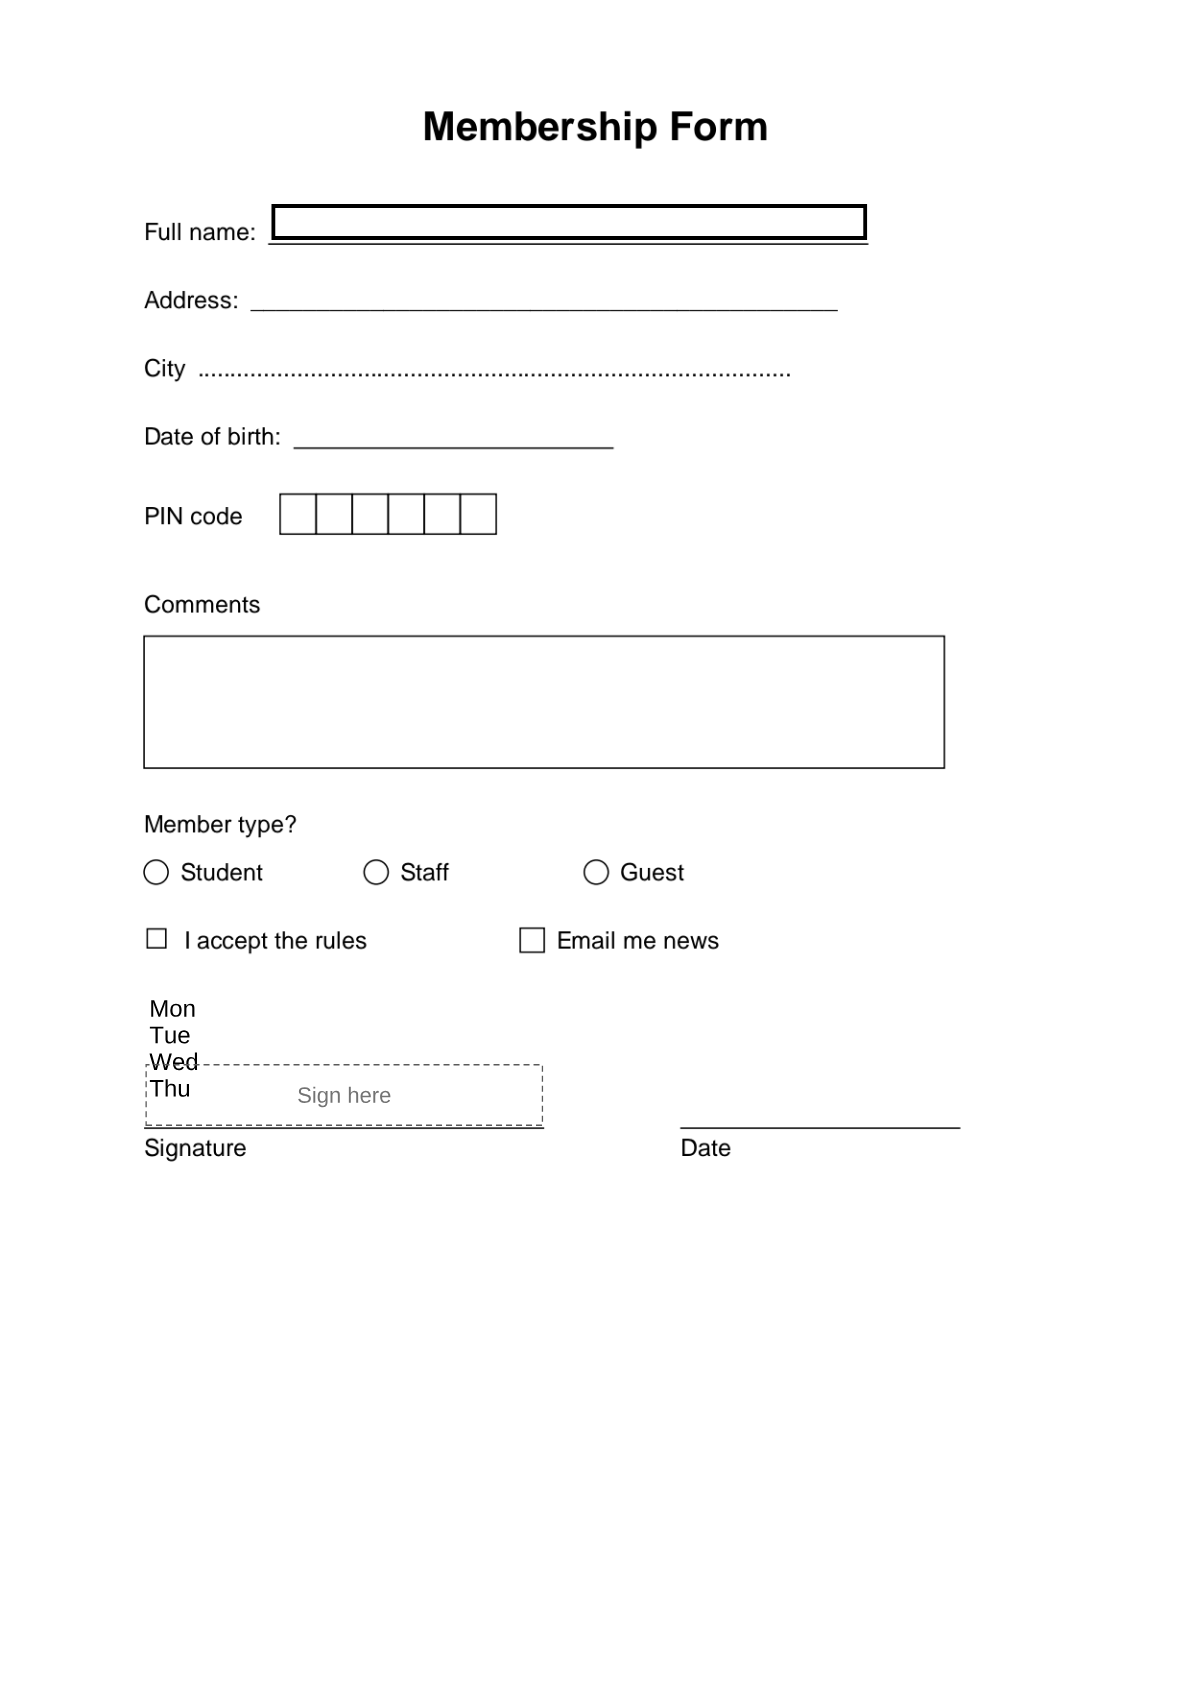 Membership Form
Full name:
Address: ____________________________________________
City ........................................................................................
Date of birth:
PIN code
Comments
Member type?
Student Staff Guest
I accept the rules Email me news
Mon
Tue
Wed
Thu
Sign here
Signature Date